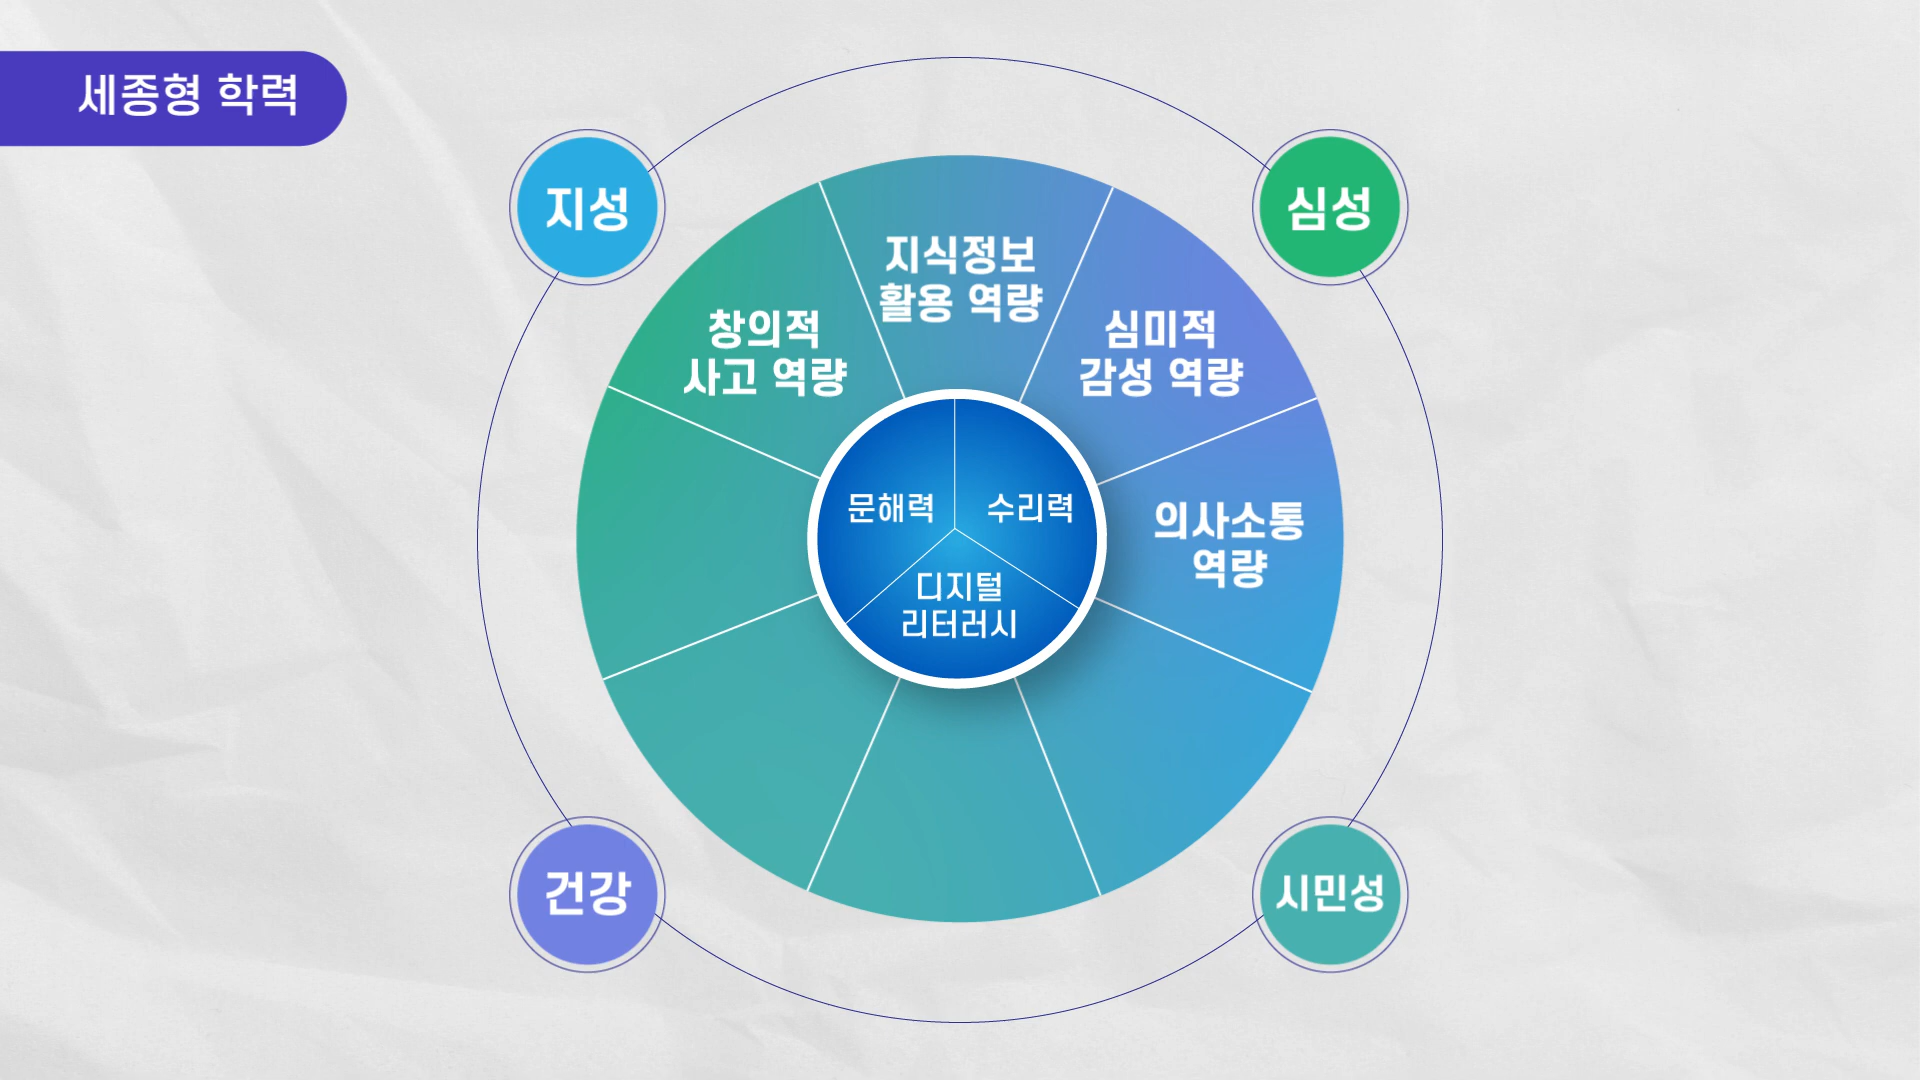 세종형 학력
지성
심성
지식정보
활용 역량
창의적
사고 역량
심미적
감성 역량
의사소통
역량
문해력
수리력
디지털
리터러시
건강
시민성